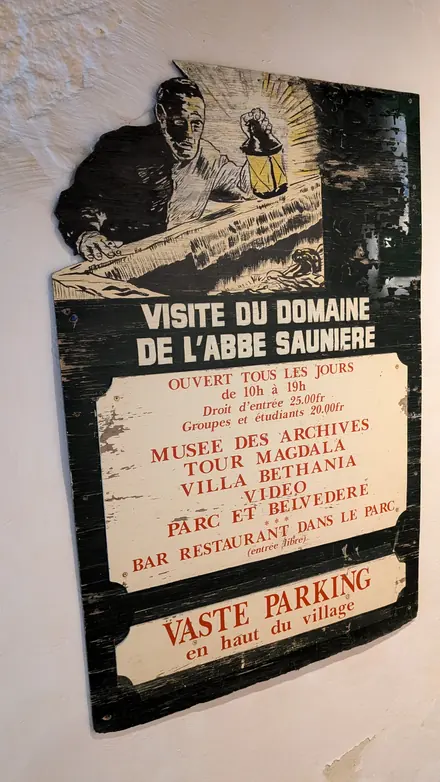 VISITE DU DOMAINE
DE L'ABBE SAUNIERE
OUVERT TOUS LES JOURS
de 10h à 19h
Droit d'entrée 25.00fr
Groupes et étudiants 20.00fr
MUSEE DES ARCHIVES
TOUR MAGDALA
VILLA BETHANIA
VIDEO
PARC ET BELVEDERE
***
BAR RESTAURANT DANS LE PARC
(entrée libre)
VASTE PARKING
en haut du village